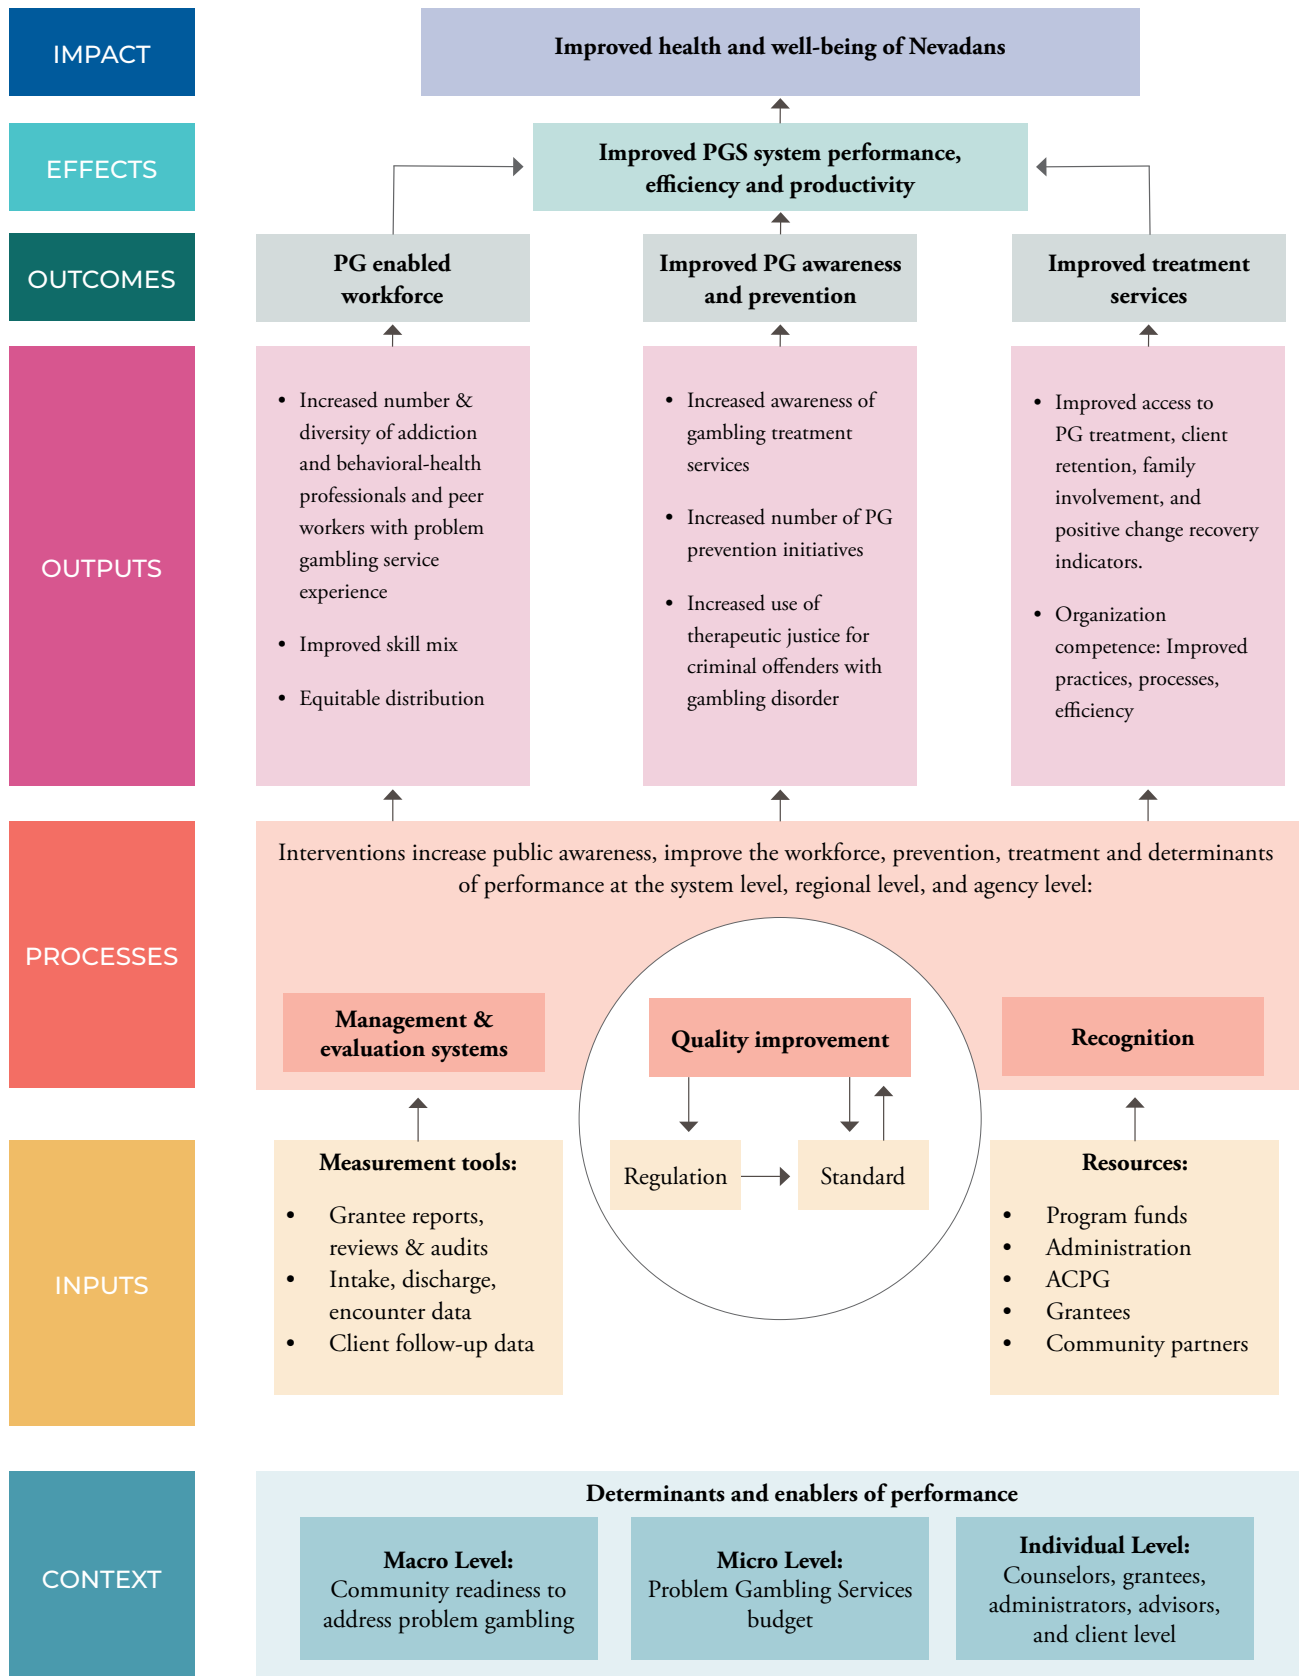 IMPACT
Improved health and well-being of Nevadans
EFFECTS
Improved PGS system performance,
efficiency and productivity
OUTCOMES
PG enabled
workforce
Improved PG awareness
and prevention
Improved treatment
services
OUTPUTS
• Increased number &
diversity of addiction
and behavioral-health
professionals and peer
workers with problem
gambling service
experience
• Improved skill mix
• Equitable distribution
• Increased awareness of
gambling treatment
services
• Increased number of PG
prevention initiatives
• Increased use of
therapeutic justice for
criminal offenders with
gambling disorder
• Improved access to
PG treatment, client
retention, family
involvement, and
positive change recovery
indicators.
• Organization
competence: Improved
practices, processes,
efficiency
PROCESSES
Interventions increase public awareness, improve the workforce, prevention, treatment and determinants
of performance at the system level, regional level, and agency level:
Management &
evaluation systems
Quality improvement
Recognition
INPUTS
Measurement tools:
• Grantee reports,
reviews & audits
• Intake, discharge,
encounter data
• Client follow-up data
Regulation
Standard
Resources:
• Program funds
• Administration
• ACPG
• Grantees
• Community partners
CONTEXT
Determinants and enablers of performance
Macro Level:
Community readiness to
address problem gambling
Micro Level:
Problem Gambling Services
budget
Individual Level:
Counselors, grantees,
administrators, advisors,
and client level